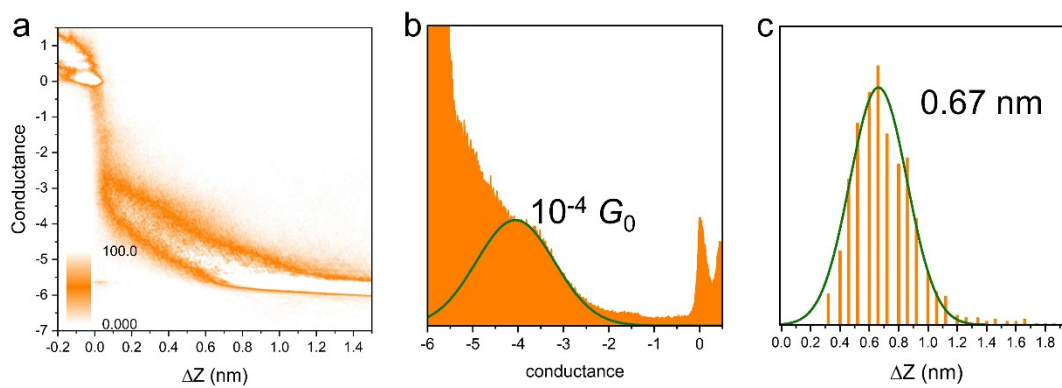 a
Conductance
1
0
-1
-2
-3
-4
-5
-6
-7
100.0
0.000
-0.2 0.0 0.2 0.4 0.6 0.8 1.0 1.2 1.4
ΔZ (nm)
b
10⁻⁴ G₀
-6 -5 -4 -3 -2 -1 0
conductance
c
0.67 nm
0.0 0.2 0.4 0.6 0.8 1.0 1.2 1.4 1.6 1.8
ΔZ (nm)